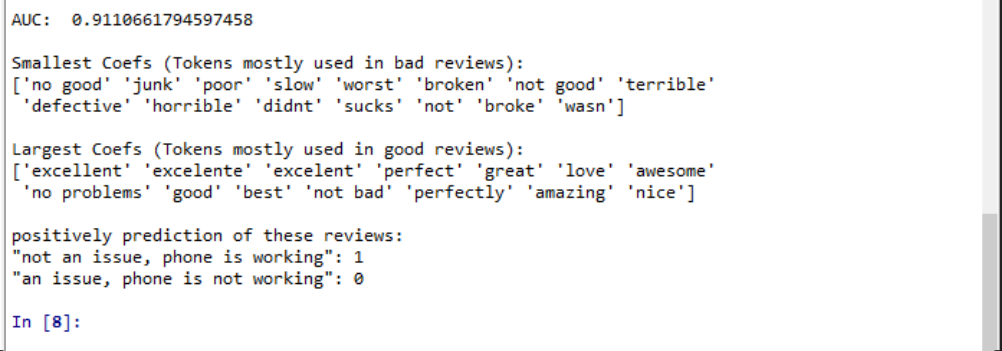 AUC:  0.9110661794597458
Smallest Coefs (Tokens mostly used in bad reviews):
['no good' 'junk' 'poor' 'slow' 'worst' 'broken' 'not good' 'terrible'
 'defective' 'horrible' 'didnt' 'sucks' 'not' 'broke' 'wasn']
Largest Coefs (Tokens mostly used in good reviews):
['excellent' 'excelente' 'excelent' 'perfect' 'great' 'love' 'awesome'
 'no problems' 'good' 'best' 'not bad' 'perfectly' 'amazing' 'nice']
positively prediction of these reviews:
"not an issue, phone is working": 1
"an issue, phone is not working": 0
In [8]: